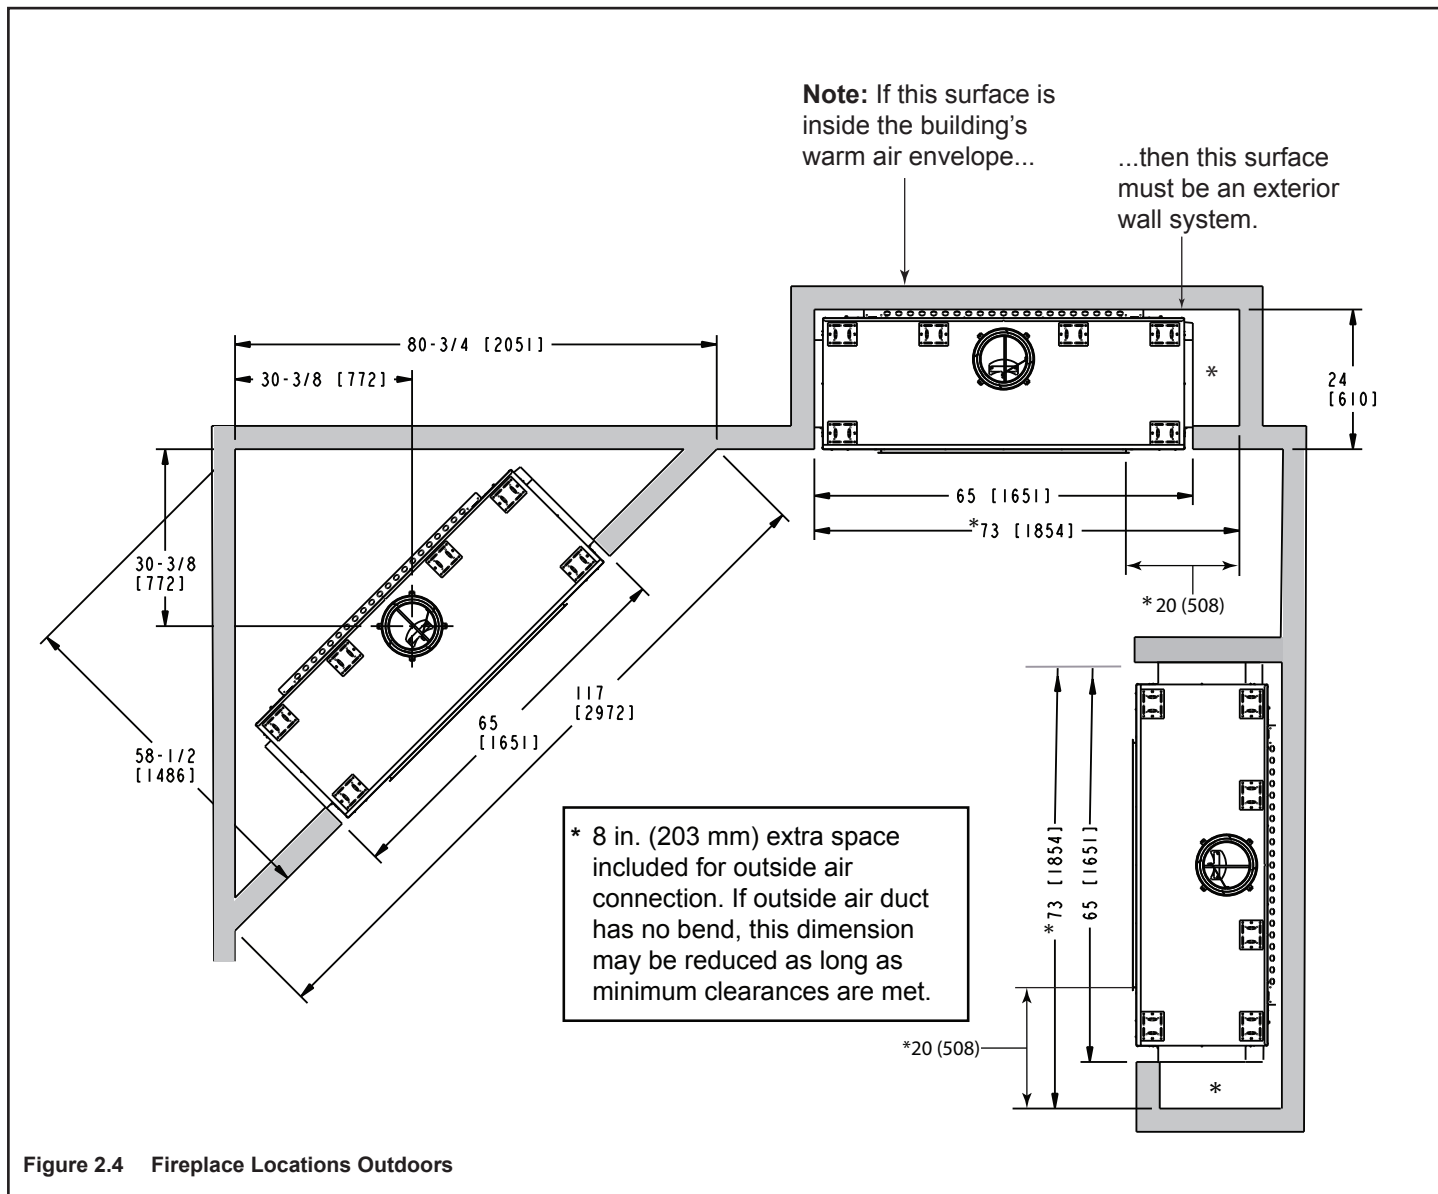 Note: If this surface is
inside the building's
warm air envelope...
...then this surface
must be an exterior
wall system.
80-3/4 [2051]
30-3/8 [772]
*
24
[610]
65 [1651]
*73 [1854]
*20 (508)
30-3/8
[772]
58-1/2
[1486]
65
[1651]
117
[2972]
* 8 in. (203 mm) extra space
included for outside air
connection. If outside air duct
has no bend, this dimension
may be reduced as long as
minimum clearances are met.
*73 [1854]
65 [1651]
*20 (508)
*
Figure 2.4 Fireplace Locations Outdoors